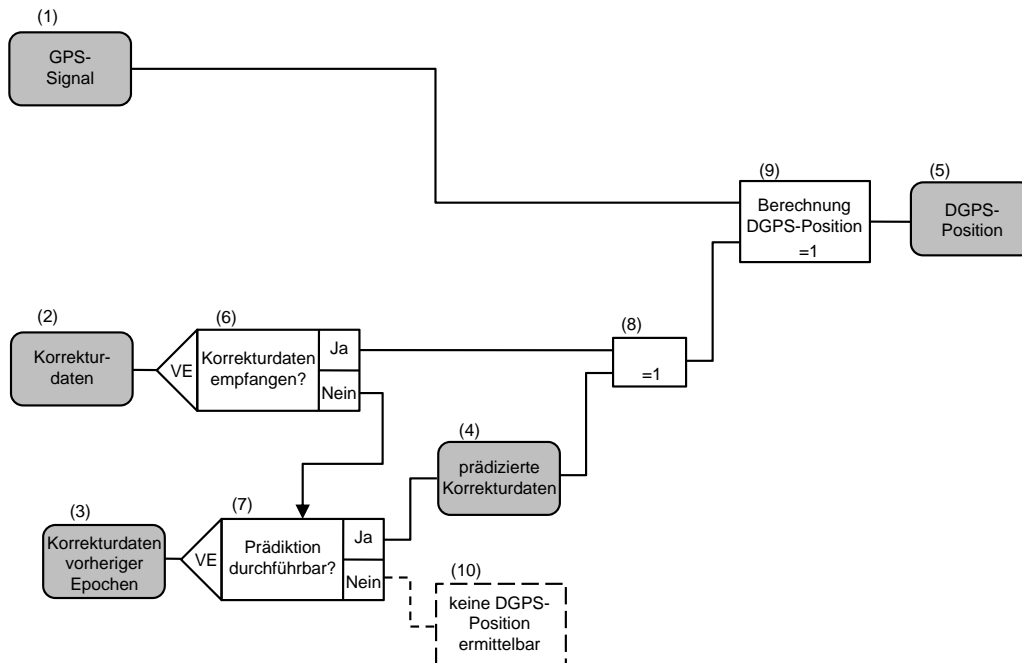 (1)
GPS-
Signal
(9)
Berechnung
DGPS-Position
=1
(5)
DGPS-
Position
(2)
Korrektur-
daten
VE
(6)
Korrekturdaten
empfangen?
Ja
Nein
(8)
=1
(4)
prädizierte
Korrekturdaten
(3)
Korrekturdaten
vorheriger
Epochen
VE
(7)
Prädiktion
durchführbar?
Ja
Nein
(10)
keine DGPS-
Position
ermittelbar